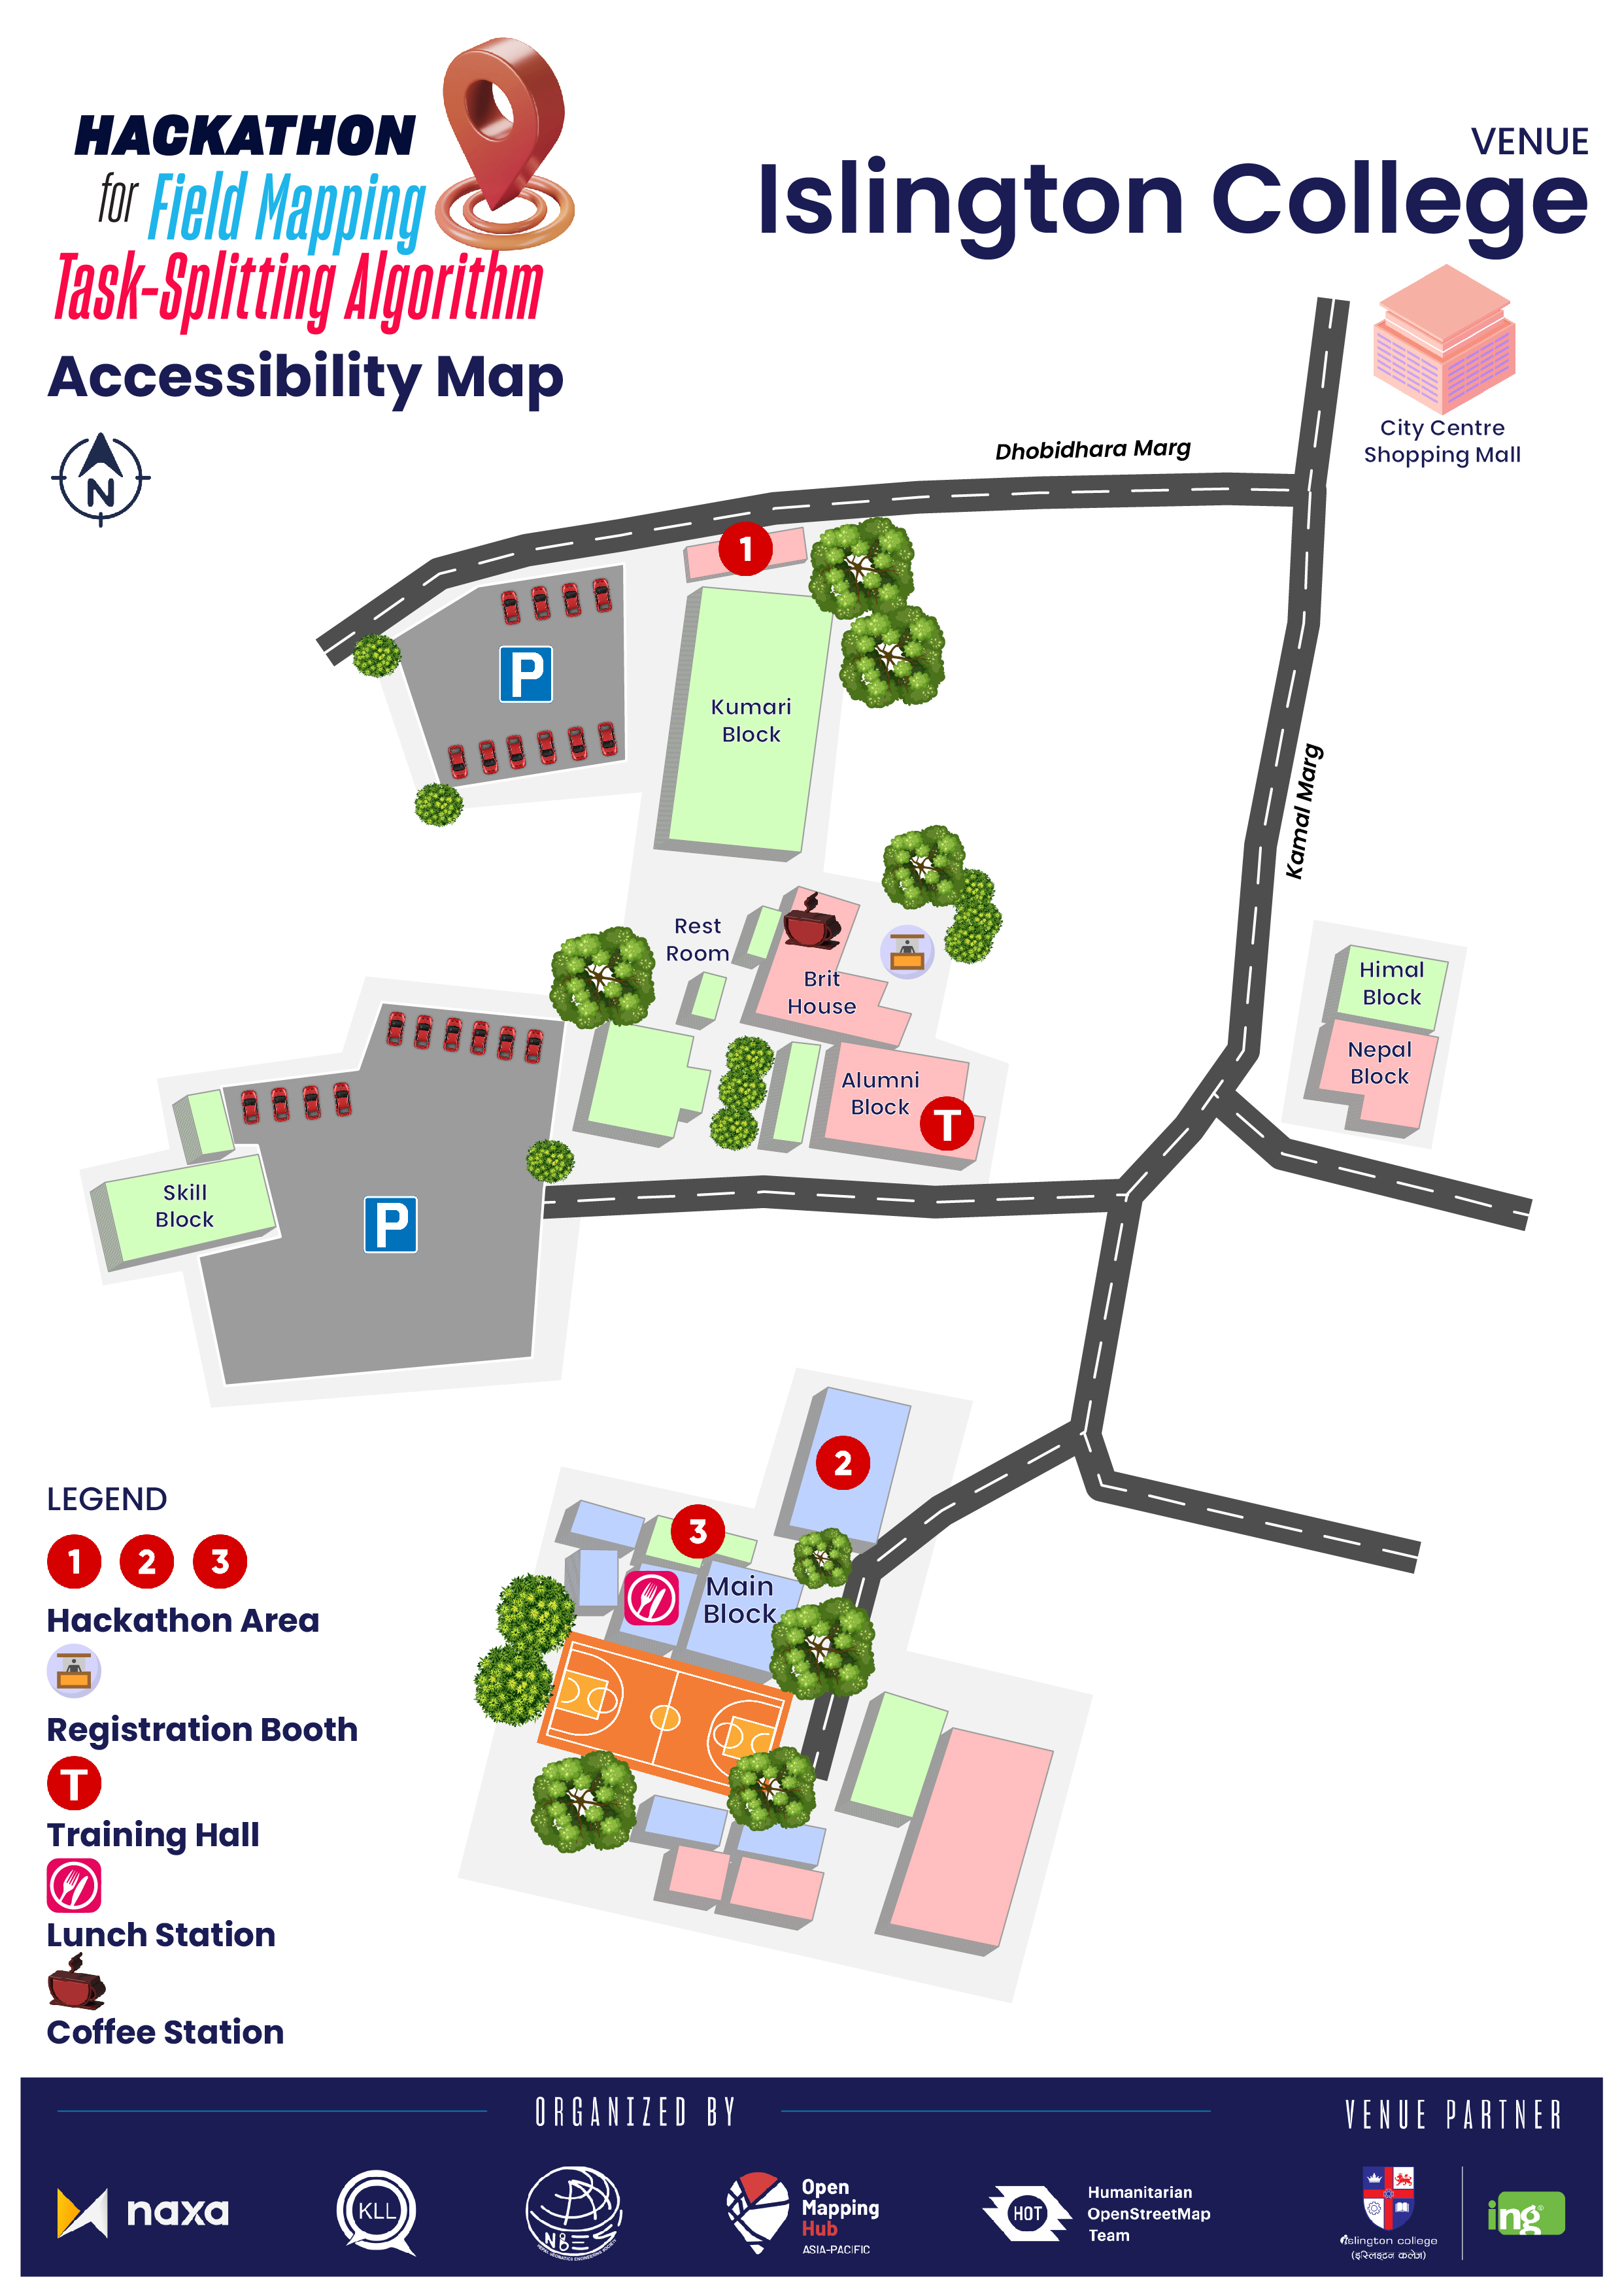 HACKATHON
for Field Mapping
Task-Splitting Algorithm
Accessibility Map
N
VENUE
Islington College
City Centre
Shopping Mall
Dhobidhara Marg
1
P
Kumari
Block
Kamal Marg
Rest
Room
Brit
House
Himal
Block
Nepal
Block
Alumni
Block
T
Skill
Block
P
2
3
Main
Block
LEGEND
1 2 3
Hackathon Area
Registration Booth
T
Training Hall
Lunch Station
Coffee Station
ORGANIZED BY
VENUE PARTNER
naxa
KLL
NGES
Open
Mapping
Hub
ASIA-PACIFIC
HOT
Humanitarian
OpenStreetMap
Team
islington college
(इस्लिङ्टन कलेज)
ing